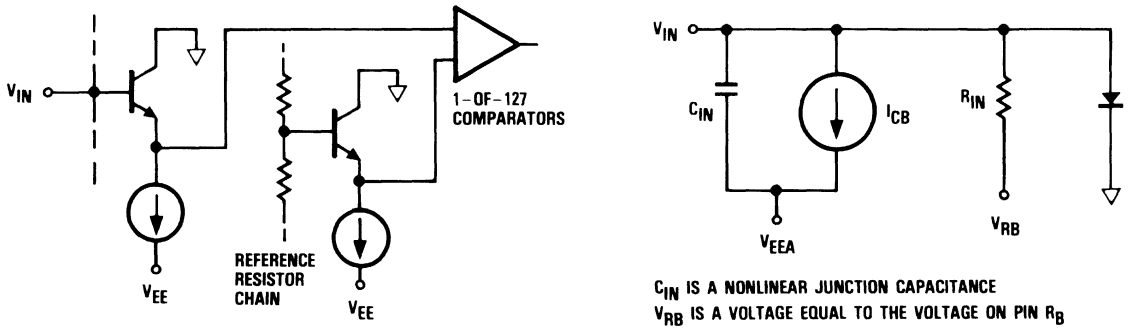 V_IN
1-OF-127
COMPARATORS
REFERENCE
RESISTOR
CHAIN
V_EE
V_EE
V_IN
C_IN
I_CB
R_IN
V_EEA
V_RB
C_IN IS A NONLINEAR JUNCTION CAPACITANCE
V_RB IS A VOLTAGE EQUAL TO THE VOLTAGE ON PIN R_B